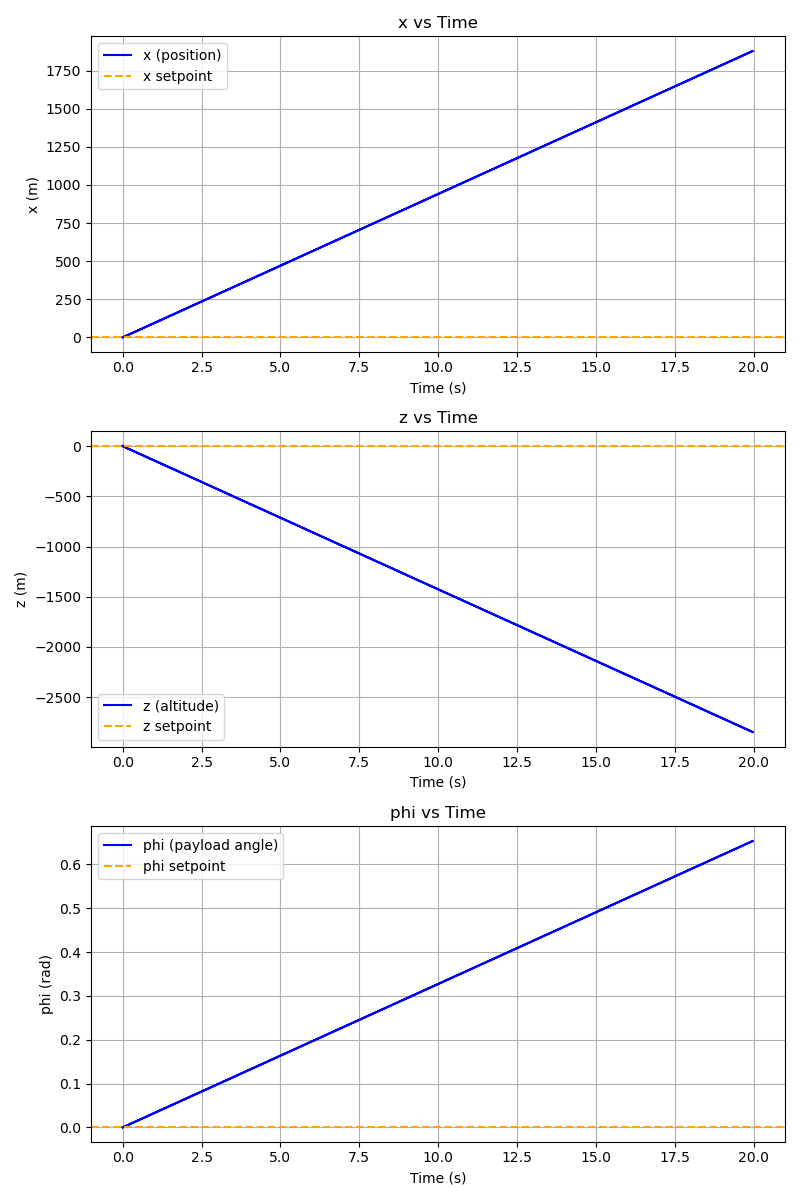 x vs Time
x (position)
x setpoint
1750
1500
1250
1000
750
500
250
0
x (m)
0.0 2.5 5.0 7.5 10.0 12.5 15.0 17.5 20.0
Time (s)
z vs Time
0
−500
−1000
−1500
−2000
−2500
z (m)
z (altitude)
z setpoint
0.0 2.5 5.0 7.5 10.0 12.5 15.0 17.5 20.0
Time (s)
phi vs Time
phi (payload angle)
phi setpoint
0.6
0.5
0.4
0.3
0.2
0.1
0.0
phi (rad)
0.0 2.5 5.0 7.5 10.0 12.5 15.0 17.5 20.0
Time (s)